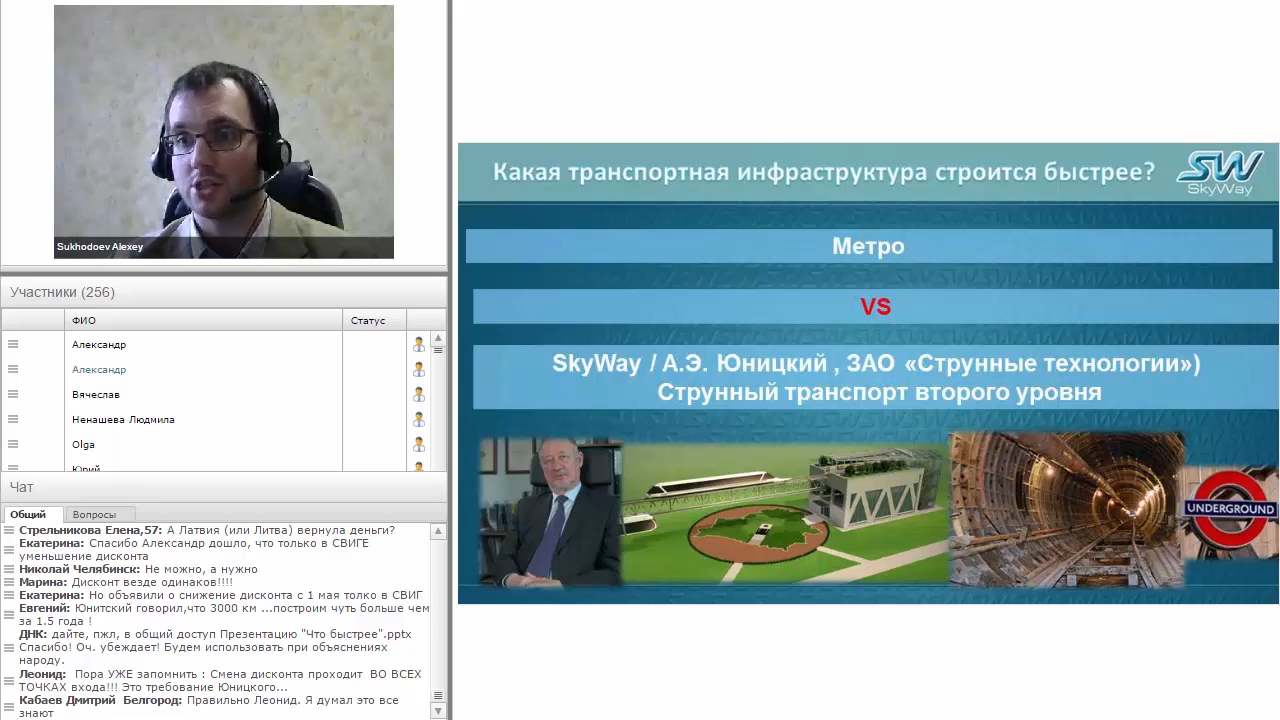 Sukhodoev Alexey
Участники (256)
ФИО
Статус
Александр
Александр
Вячеслав
Ненашева Людмила
Olga
Юрий
Чат
Общий
Вопросы
Стрельникова Елена,57: А Латвия (или Литва) вернула деньги?
Екатерина: Спасибо Александр дошло, что только в СВИГЕ
уменьшение дисконта
Николай Челябинск: Не можно, а нужно
Марина: Дисконт везде одинаков!!!!
Екатерина: Но объявили о снижение дисконта с 1 мая толко в СВИГ
Евгений: Юнитский говорил,что 3000 км ...построим чуть больше чем
за 1.5 года !
ДНК: дайте, пжл, в общий доступ Презентацию "Что быстрее".pptx
Спасибо! Оч. убеждает! Будем использовать при объяснениях
народу.
Леонид: Пора УЖЕ запомнить : Смена дисконта проходит ВО ВСЕХ
ТОЧКАХ входа!!! Это требование Юницкого...
Кабаев Дмитрий Белгород: Правильно Леонид. Я думал это все
знают
Какая транспортная инфраструктура строится быстрее?
SW
SkyWay
Метро
VS
SkyWay / А.Э. Юницкий , ЗАО «Струнные технологии»)
Струнный транспорт второго уровня
UNDERGROUND